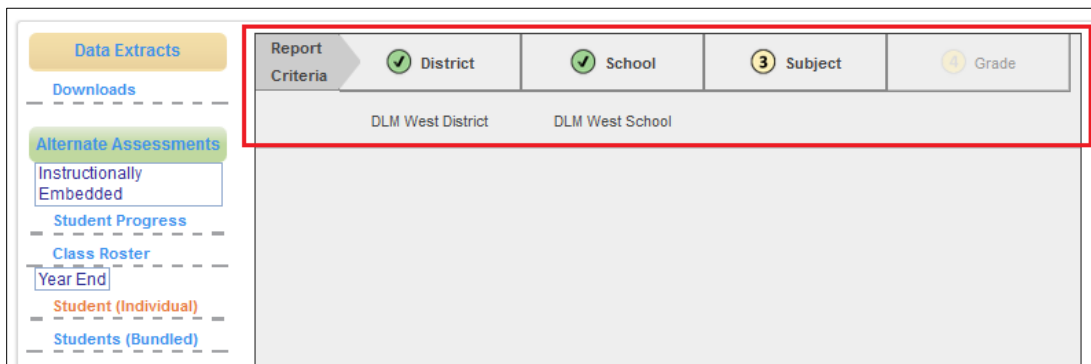 Data Extracts
Downloads
Alternate Assessments
Instructionally
Embedded
Student Progress
Class Roster
Year End
Student (Individual)
Students (Bundled)
Report
Criteria
District
School
3 Subject
4 Grade
DLM West District
DLM West School